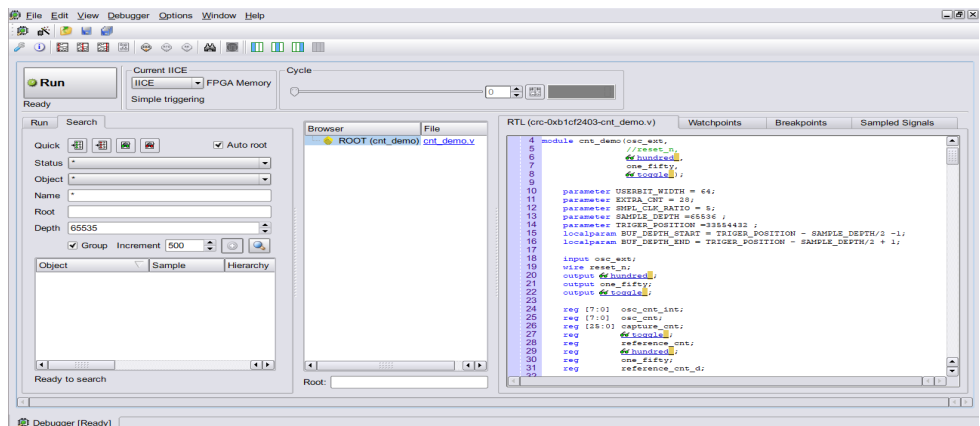 File Edit View Debugger Options Window Help
Run
Ready
Current IICE
IICE FPGA Memory
Simple triggering
Cycle
0
Run Search
Quick Auto root
Status *
Object *
Name *
Root
Depth 65535
Group Increment 500
Object Sample Hierarchy
Ready to search
Browser File
ROOT (cnt_demo) cnt_demo.v
Root:
RTL (crc-0xb1cf2403-cnt_demo.v) Watchpoints Breakpoints Sampled Signals
4 module cnt_demo(osc_ext,
5 //reset_n,
6 hundred ,
7 one_fifty,
8 toggle );
9
10 parameter USERBIT_WIDTH = 64;
11 parameter EXTRA_CNT = 28;
12 parameter SMPL_CLK_RATIO = 5;
13 parameter SAMPLE_DEPTH =65536 ;
14 parameter TRIGER_POSITION =33554432 ;
15 localparam BUF_DEPTH_START = TRIGER_POSITION - SAMPLE_DEPTH/2 -1;
16 localparam BUF_DEPTH_END = TRIGER_POSITION - SAMPLE_DEPTH/2 + 1;
17
18 input osc_ext;
19 wire reset_n;
20 output hundred ;
21 output one_fifty;
22 output toggle ;
23
24 reg [7:0] osc_cnt_int;
25 reg [7:0] osc_cnt;
26 reg [25:0] capture_cnt;
27 reg toggle ;
28 reg reference_cnt;
29 reg hundred ;
30 reg one_fifty;
31 reg reference_cnt_d;
Debugger [Ready]